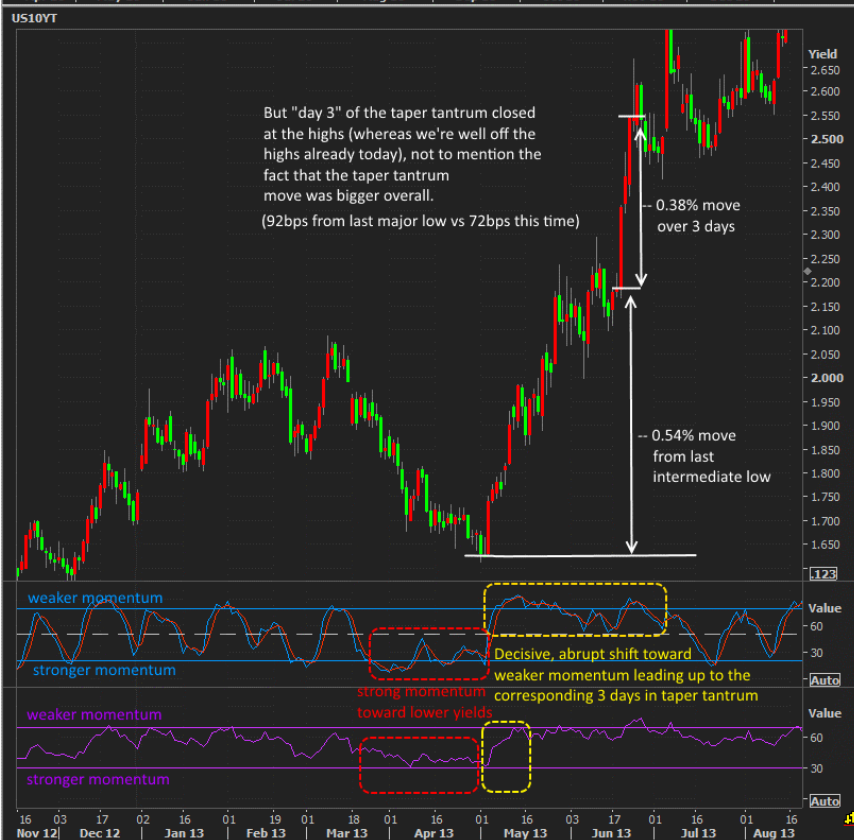 US10YT
Yield
2.650
2.600
But "day 3" of the taper tantrum closed
at the highs (whereas we're well off the
highs already today), not to mention the
fact that the taper tantrum
move was bigger overall.
(92bps from last major low vs 72bps this time)
2.550
2.500
2.450
2.400
2.350
-- 0.38% move
over 3 days
2.300
2.250
2.200
2.150
2.100
2.050
2.000
1.950
1.900
-- 0.54% move
from last
intermediate low
1.850
1.800
1.750
1.700
1.650
.123
weaker momentum
Value
60
30
stronger momentum
Decisive, abrupt shift toward
weaker momentum leading up to the
corresponding 3 days in taper tantrum
Auto
strong momentum
toward lower yields
weaker momentum
Value
60
30
stronger momentum
Auto
16 03 17 02 16 01 19 01 18 01 16 01 16 03 17 01 16 01 16
Nov 12 Dec 12 Jan 13 Feb 13 Mar 13 Apr 13 May 13 Jun 13 Jul 13 Aug 13